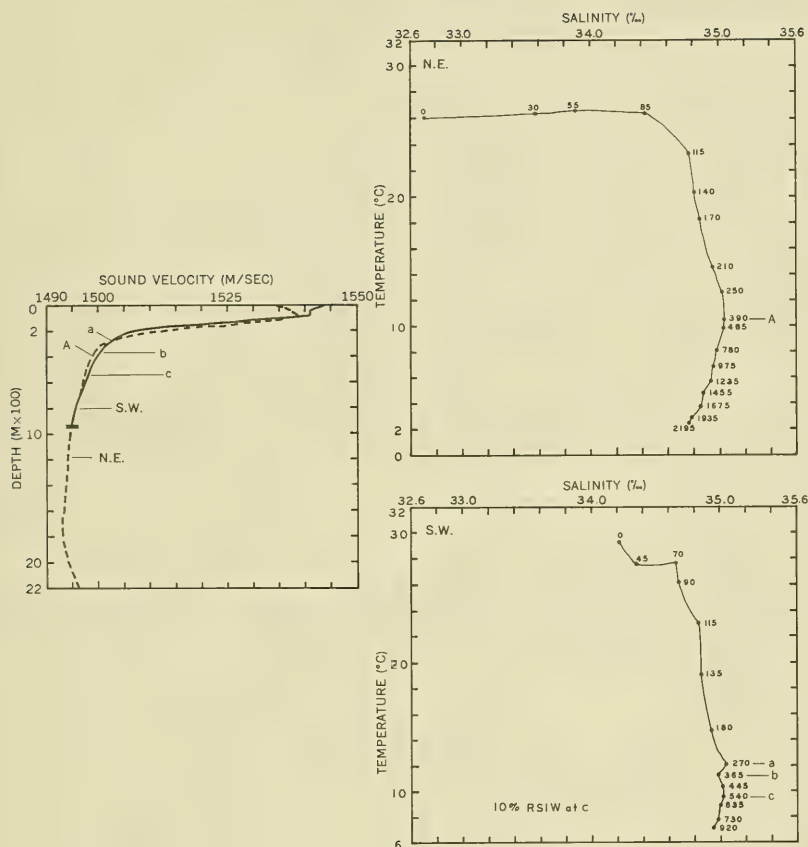 SOUND VELOCITY (M/SEC)
1490 1500 1525 1550
0
2
10
20
22
DEPTH (M×100)
a
A
b
c
S.W.
N.E.
SALINITY (‰)
32.6 33.0 34.0 35.0 35.6
32
30
20
10
2
0
TEMPERATURE (°C)
N.E.
0
30
55
85
115
140
170
210
250
390 A
465
780
975
1235
1455
1675
1935
2195
SALINITY (‰)
32.6 33.0 34.0 35.0 35.6
32
30
20
10
6
TEMPERATURE (°C)
S.W.
0
45
70
90
115
135
180
270 a
365 b
445
540 c
635
730
920
10% RSIW at c